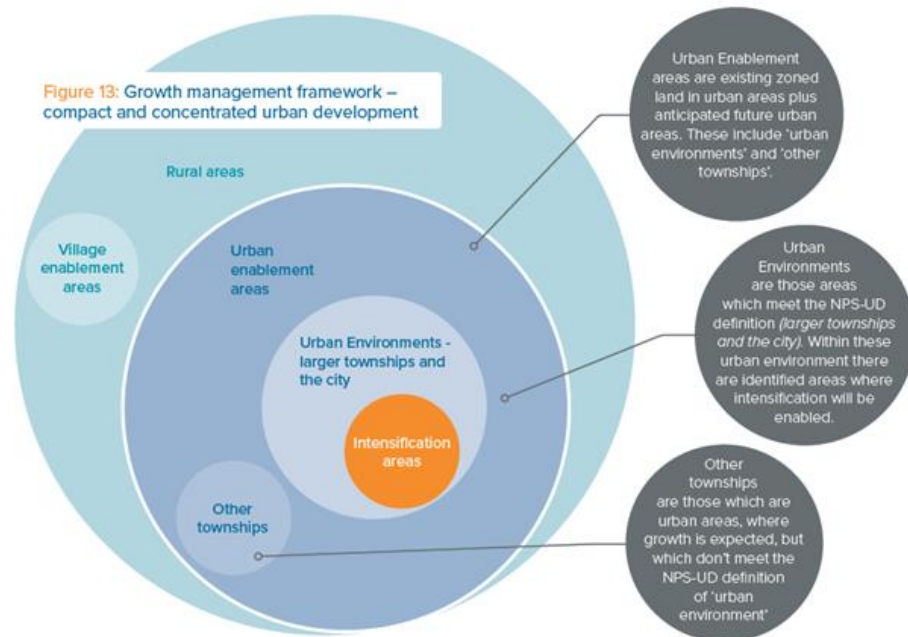 Figure 13: Growth management framework –
compact and concentrated urban development
Rural areas
Village
enablement
areas
Urban
enablement
areas
Urban Environments -
larger townships and
the city
Intensification
areas
Other
townships
Urban Enablement
areas are existing zoned
land in urban areas plus
anticipated future urban
areas. These include 'urban
environments' and 'other
townships'.
Urban
Environments
are those areas
which meet the NPS-UD
definition (larger townships
and the city). Within these
urban environment there
are identified areas where
intensification will be
enabled.
Other
townships
are those which are
urban areas, where
growth is expected, but
which don't meet the
NPS-UD definition
of 'urban
environment'